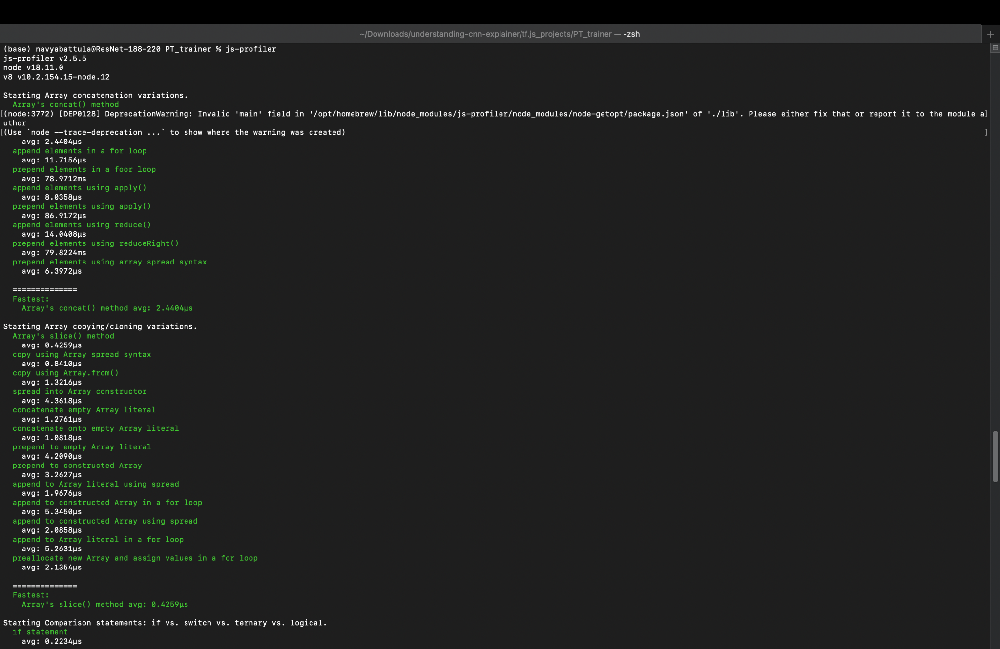 ~/Downloads/understanding-cnn-explainer/tf.js_projects/PT_trainer — -zsh
(base) navyabattula@ResNet-188-220 PT_trainer % js-profiler
js-profiler v2.5.5
node v18.11.0
v8 v10.2.154.15-node.12
Starting Array concatenation variations.
Array's concat() method
[(node:3772) [DEP0128] DeprecationWarning: Invalid 'main' field in '/opt/homebrew/lib/node_modules/js-profiler/node_modules/node-getopt/package.json' of './lib'. Please either fix that or report it to the module a]
uthor
[(Use `node --trace-deprecation ...` to show where the warning was created) ]
avg: 2.4404µs
append elements in a for loop
avg: 11.7156µs
prepend elements in a foor loop
avg: 78.9712ms
append elements using apply()
avg: 8.0358µs
prepend elements using apply()
avg: 86.9172µs
append elements using reduce()
avg: 14.0408µs
prepend elements using reduceRight()
avg: 79.8224ms
prepend elements using array spread syntax
avg: 6.3972µs
==============
Fastest:
Array's concat() method avg: 2.4404µs
Starting Array copying/cloning variations.
Array's slice() method
avg: 0.4259µs
copy using Array spread syntax
avg: 0.8410µs
copy using Array.from()
avg: 1.3216µs
spread into Array constructor
avg: 4.3618µs
concatenate empty Array literal
avg: 1.2761µs
concatenate onto empty Array literal
avg: 1.0818µs
prepend to empty Array literal
avg: 4.2090µs
prepend to constructed Array
avg: 3.2627µs
append to Array literal using spread
avg: 1.9676µs
append to constructed Array in a for loop
avg: 5.3450µs
append to constructed Array using spread
avg: 2.0858µs
append to Array literal in a for loop
avg: 5.2631µs
preallocate new Array and assign values in a for loop
avg: 2.1354µs
==============
Fastest:
Array's slice() method avg: 0.4259µs
Starting Comparison statements: if vs. switch vs. ternary vs. logical.
if statement
avg: 0.2234µs